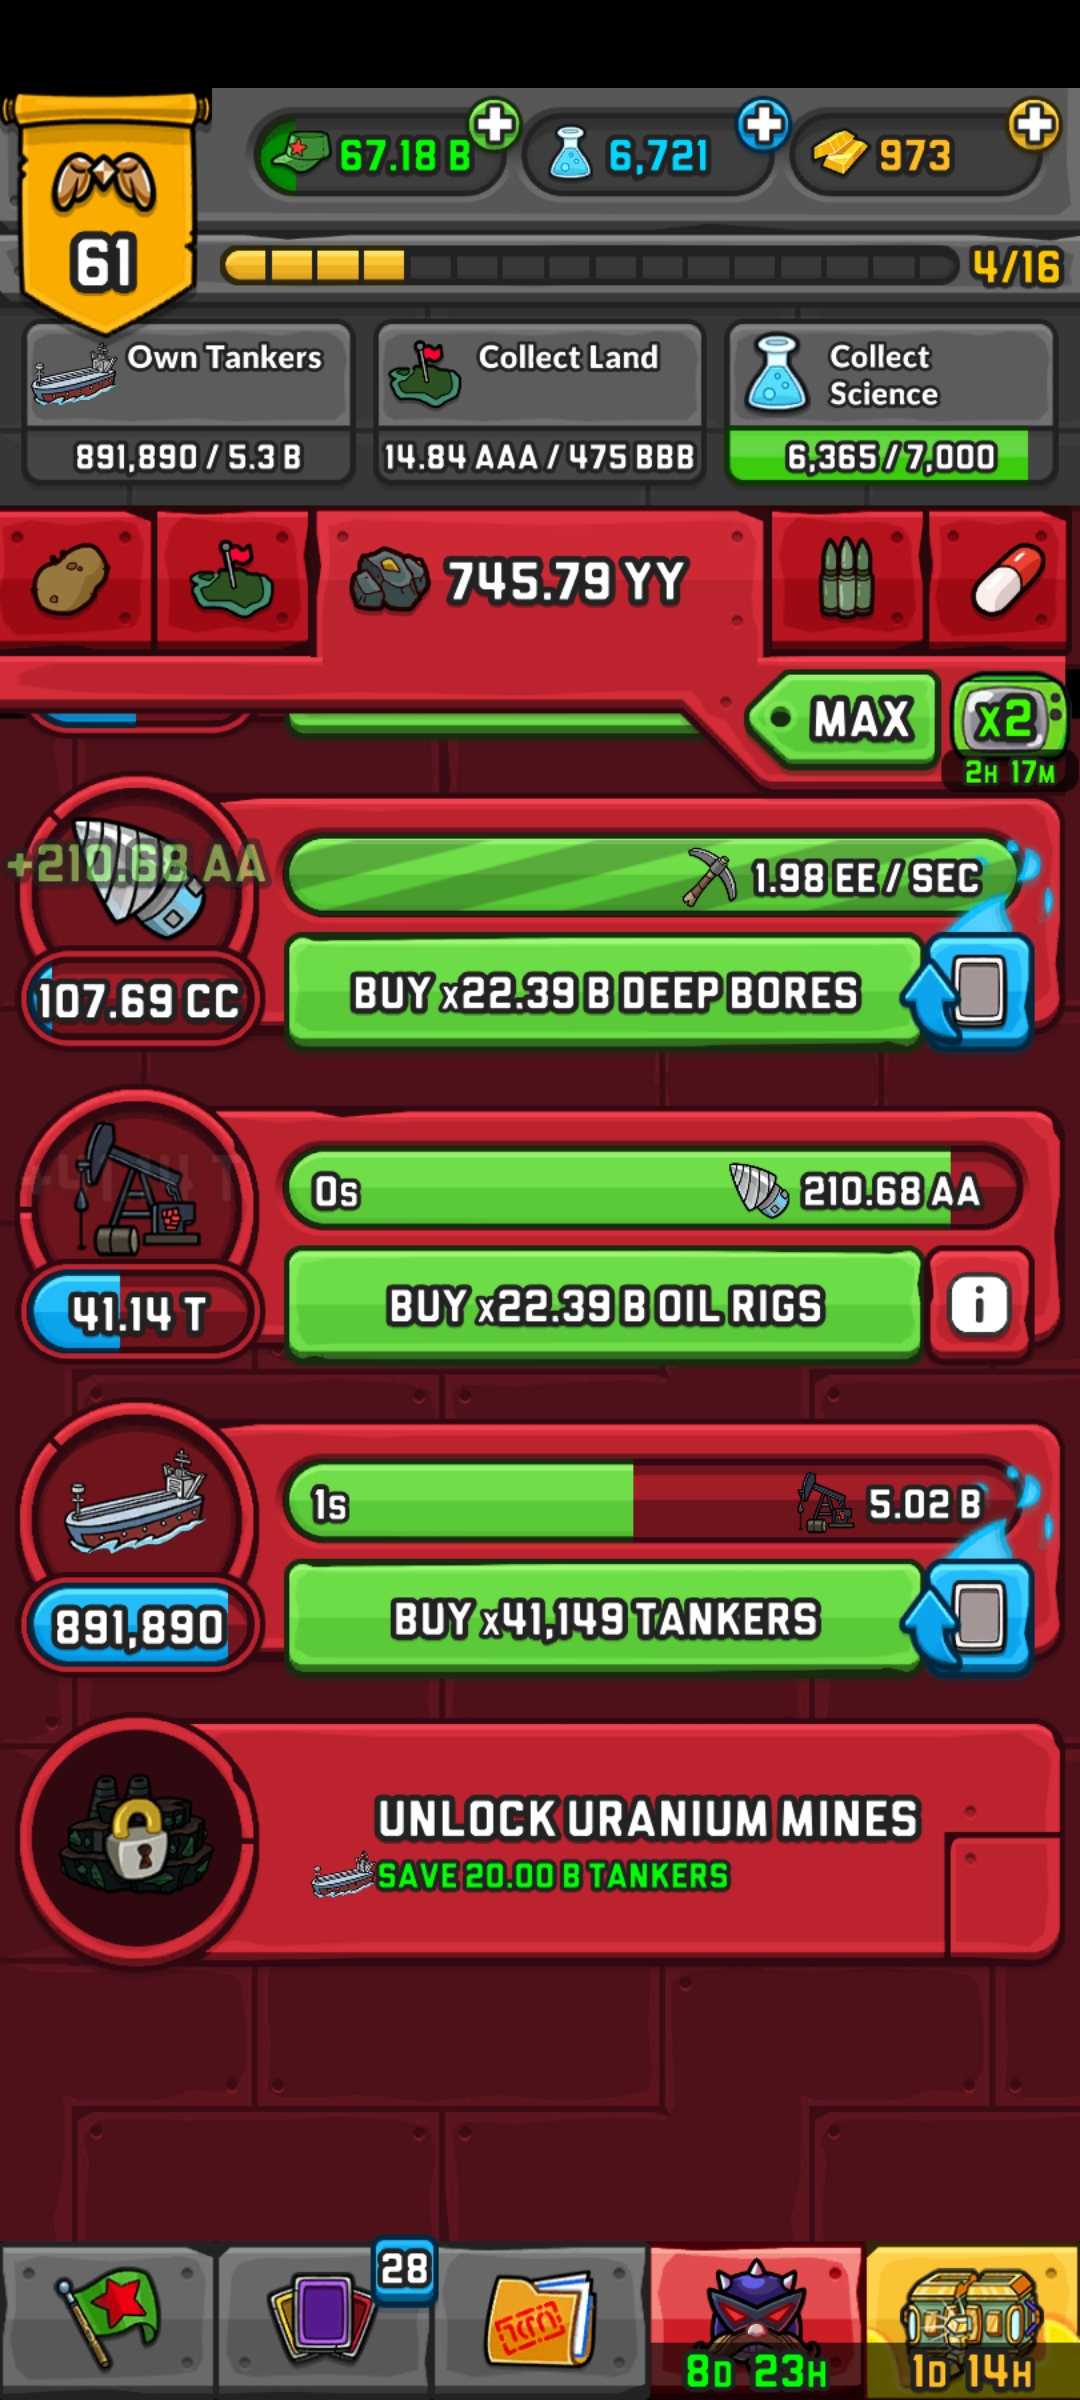 67.18 B
6,721
973
61
4/16
Own Tankers
891,890 / 5.3 B
Collect Land
14.84 AAA / 475 BBB
Collect
Science
6,365 / 7,000
745.79 YY
MAX
x2
2H 17M
+210.68 AA
1.98 EE / SEC
107.69 CC
BUY x22.39 B DEEP BORES
+41.14 T
0s
210.68 AA
41.14 T
BUY x22.39 B OIL RIGS
i
1s
5.02 B
891,890
BUY x41,149 TANKERS
UNLOCK URANIUM MINES
SAVE 20.00 B TANKERS
28
8D 23H
1D 14H